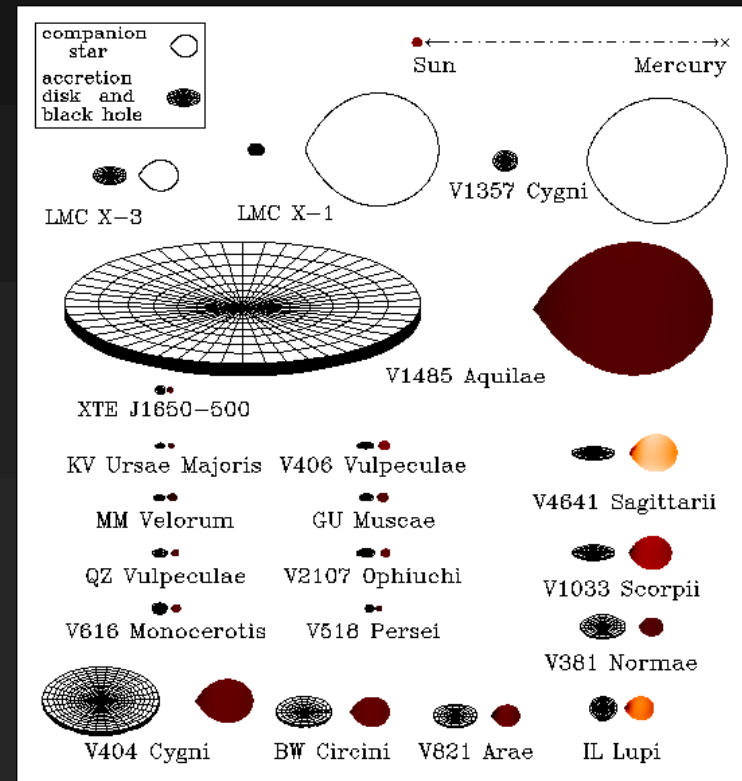 companion
star
accretion
disk and
black hole
Sun Mercury
LMC X-3
LMC X-1
V1357 Cygni
V1485 Aquilae
XTE J1650-500
KV Ursae Majoris
V406 Vulpeculae
MM Velorum
GU Muscae
V4641 Sagittarii
QZ Vulpeculae
V2107 Ophiuchi
V1033 Scorpii
V616 Monocerotis
V518 Persei
V381 Normae
V404 Cygni
BW Circini
V821 Arae
IL Lupi